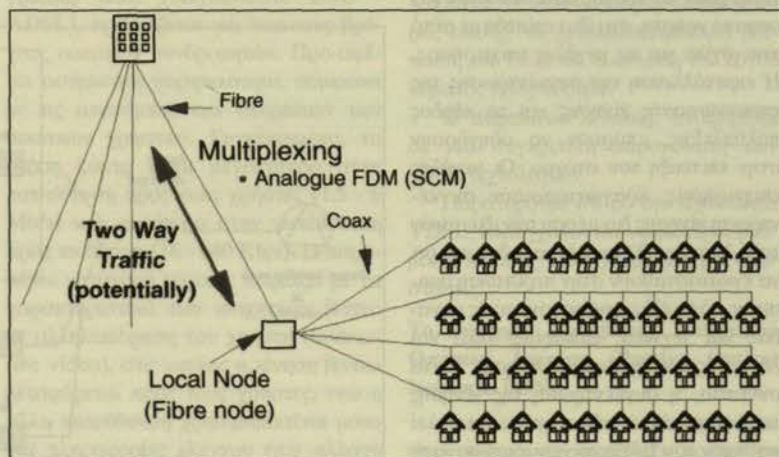 Fibre
Multiplexing
• Analogue FDM (SCM)
Coax
Two Way
Traffic
(potentially)
Local Node
(Fibre node)